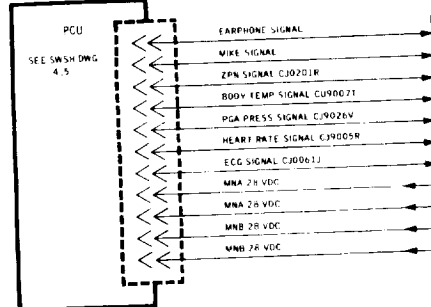 PCU
SEE SWSH DWG
4.5
EARPHONE SIGNAL
MIKE SIGNAL
ZPN SIGNAL CJ0201R
BODY TEMP SIGNAL CU9007T
PGA PRESS SIGNAL CJ9026V
HEART RATE SIGNAL CJ9005R
ECG SIGNAL CJ0061J
MNA 28 VDC
MNA 28 VDC
MNB 28 VDC
MNB 28 VDC